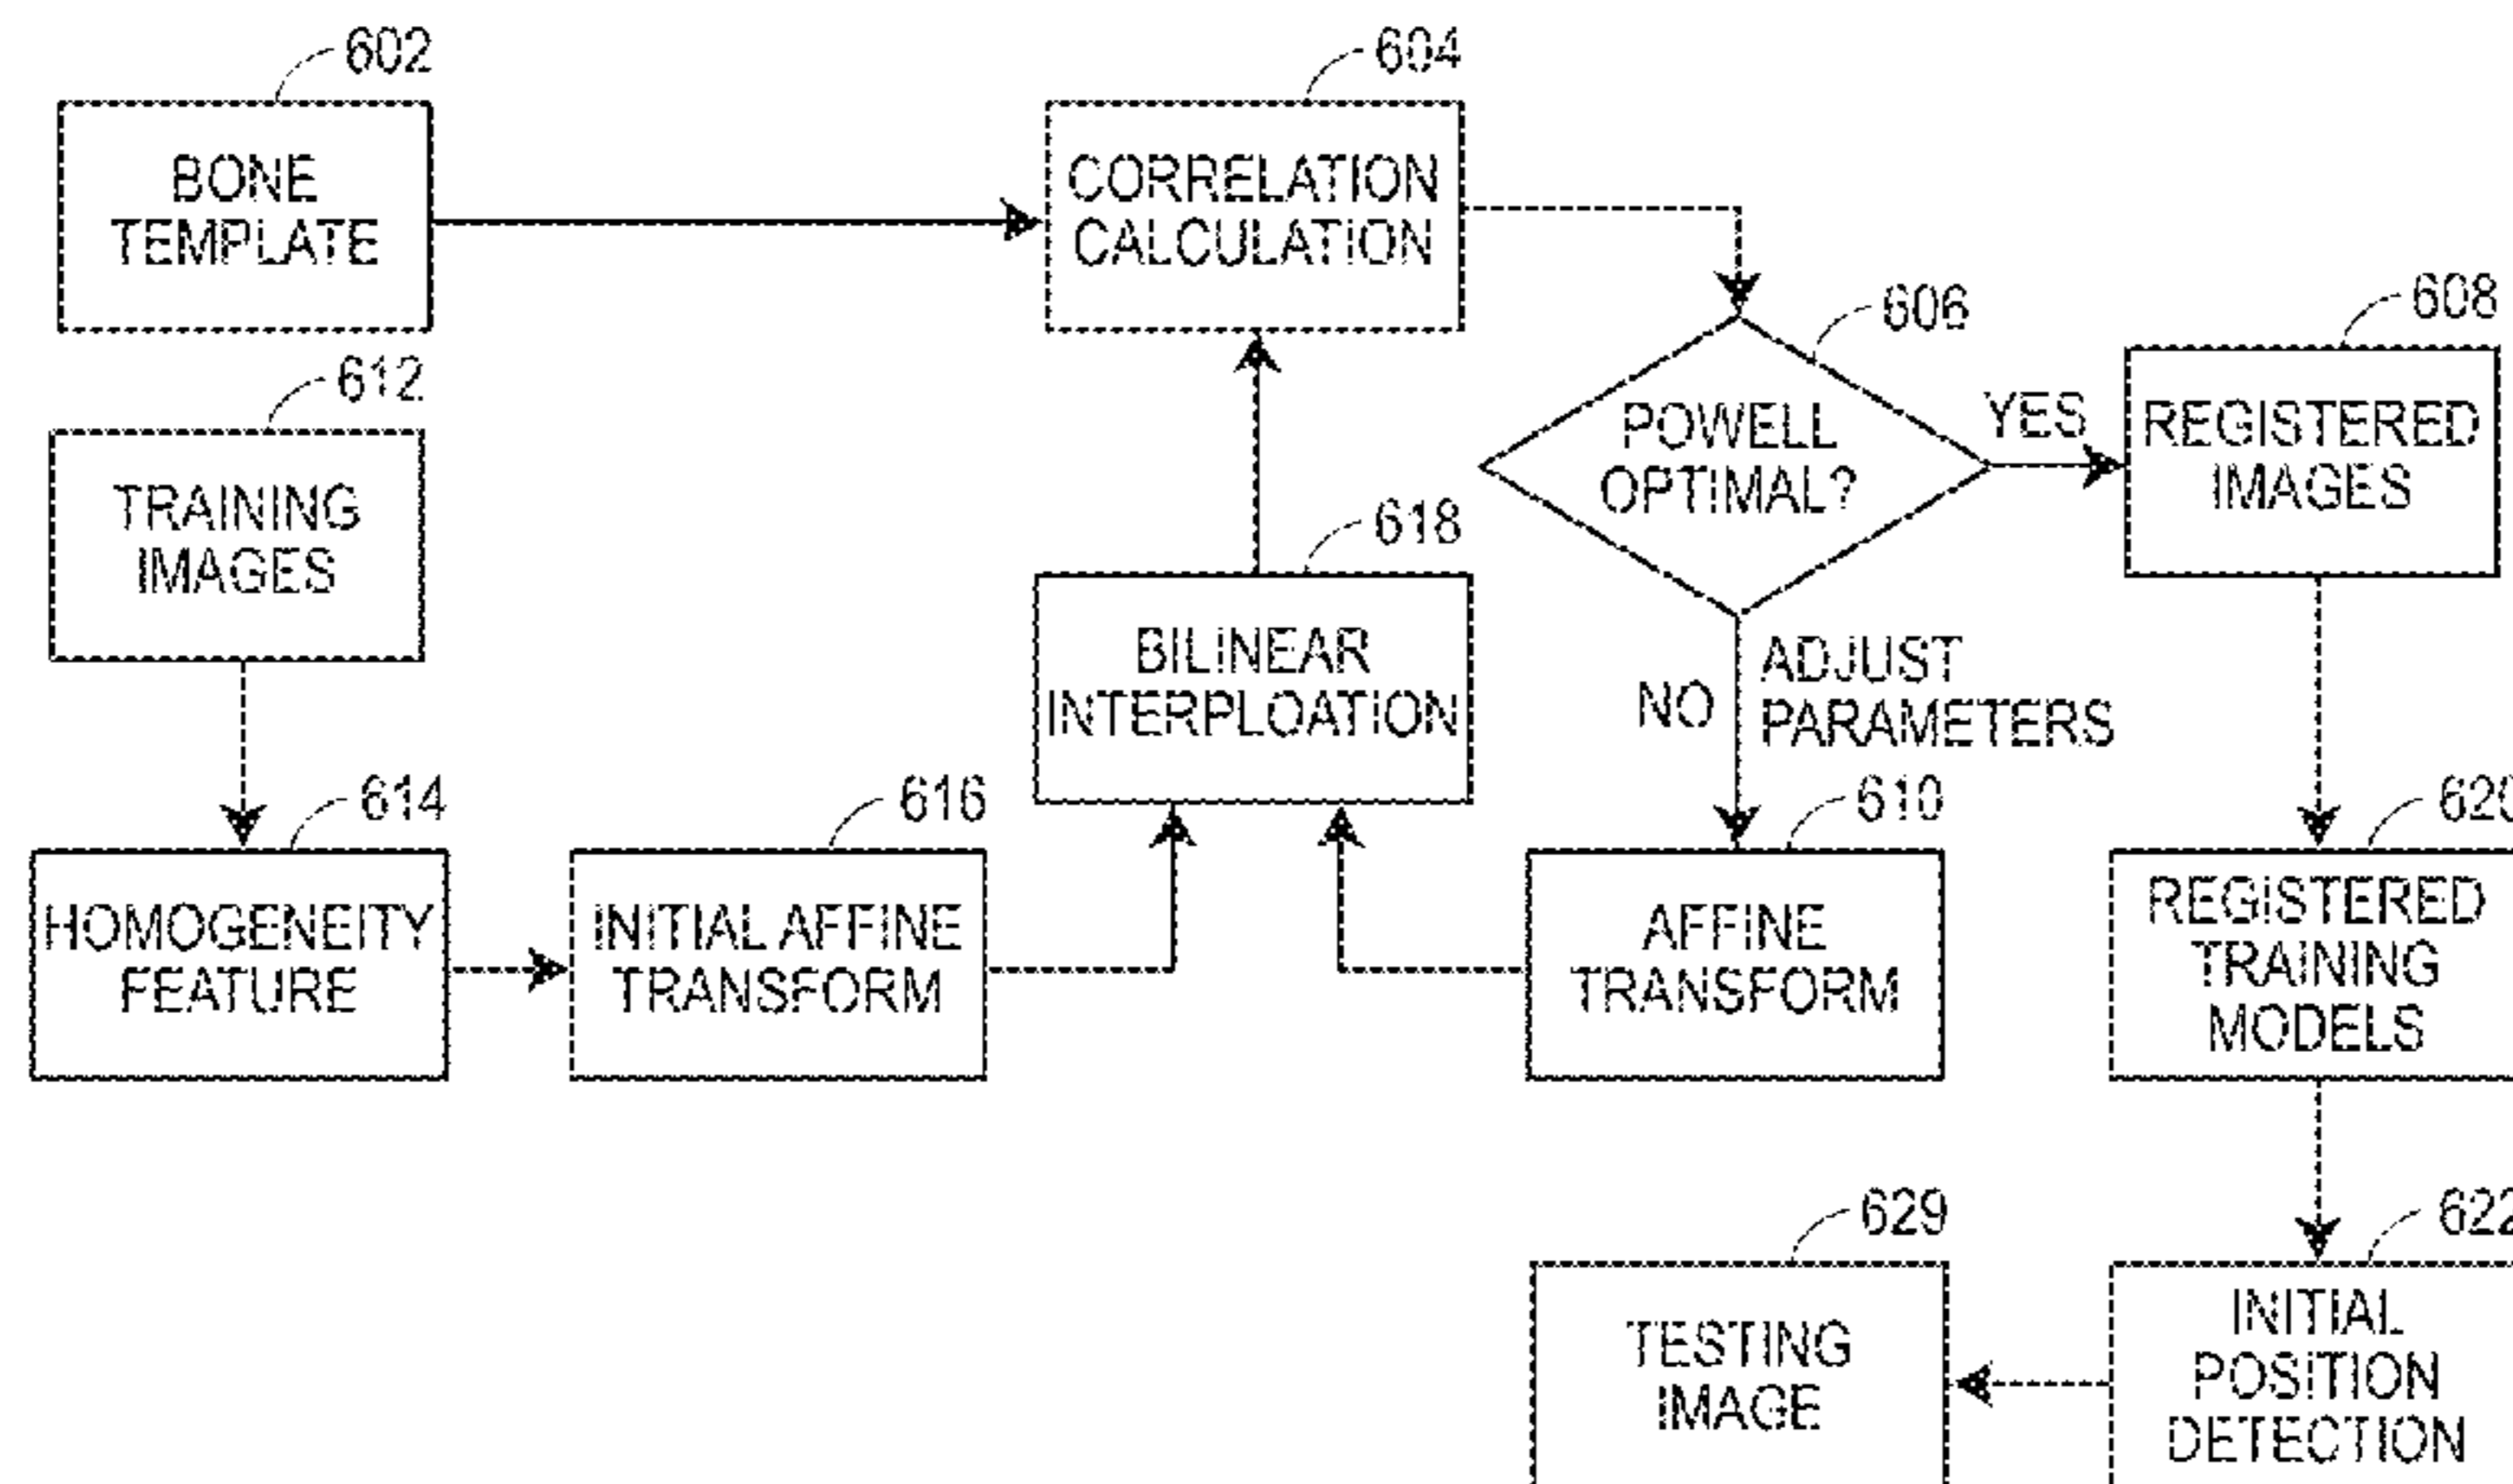 602
BONE
TEMPLATE
604
CORRELATION
CALCULATION
606
POWELL
OPTIMAL?
YES
608
REGISTERED
IMAGES
612
TRAINING
IMAGES
618
BILINEAR
INTERPLOATION
NO
ADJUST
PARAMETERS
614
HOMOGENEITY
FEATURE
616
INITIAL AFFINE
TRANSFORM
610
AFFINE
TRANSFORM
620
REGISTERED
TRAINING
MODELS
629
TESTING
IMAGE
622
INITIAL
POSITION
DETECTION